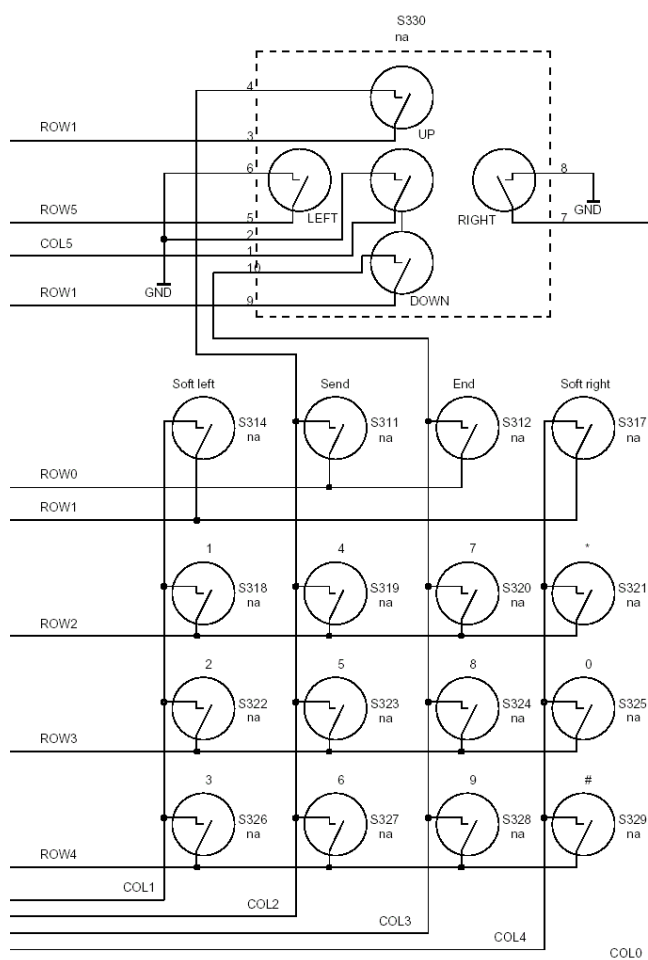 S330
na
4
ROW1
3
UP
6
8
LEFT
RIGHT
GND
ROW5
5
7
2
COL5
1
10
GND
DOWN
ROW1
9
Soft left
Send
End
Soft right
S314
na
S311
na
S312
na
S317
na
ROW0
ROW1
1
4
7
*
S318
na
S319
na
S320
na
S321
na
ROW2
2
5
8
0
S322
na
S323
na
S324
na
S325
na
ROW3
3
6
9
#
S326
na
S327
na
S328
na
S329
na
ROW4
COL1
COL2
COL3
COL4
COL0